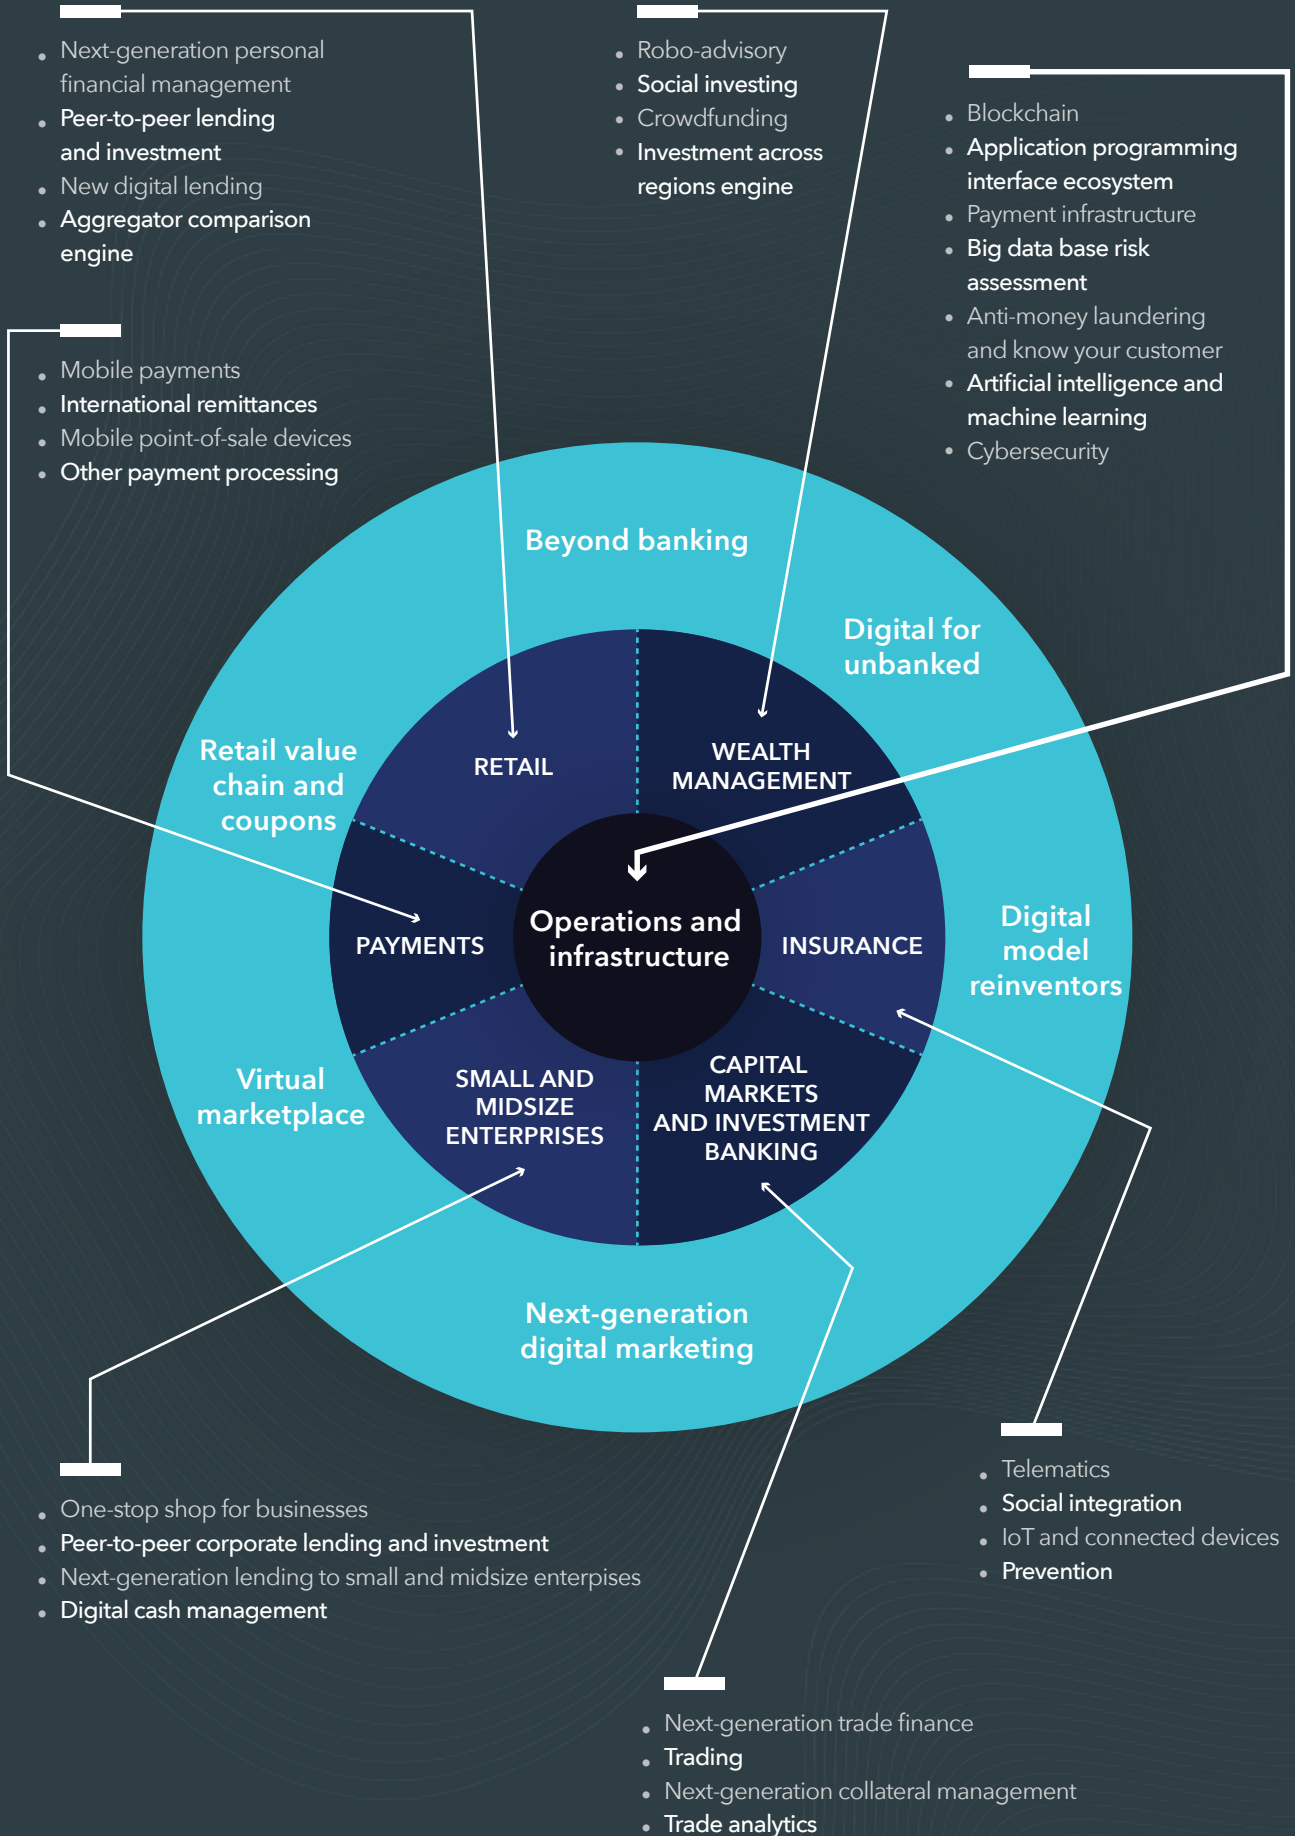 Next-generation personal
financial management
Peer-to-peer lending
and investment
New digital lending
Aggregator comparison
engine
Robo-advisory
Social investing
Crowdfunding
Investment across
regions engine
Blockchain
Application programming
interface ecosystem
Payment infrastructure
Big data base risk
assessment
Anti-money laundering
and know your customer
Artificial intelligence and
machine learning
Cybersecurity
Mobile payments
International remittances
Mobile point-of-sale devices
Other payment processing
Beyond banking
Digital for
unbanked
Retail value
chain and
coupons
RETAIL
WEALTH
MANAGEMENT
Operations and
infrastructure
PAYMENTS
INSURANCE
Digital
model
reinventors
Virtual
marketplace
SMALL AND
MIDSIZE
ENTERPRISES
CAPITAL
MARKETS
AND INVESTMENT
BANKING
Next-generation
digital marketing
One-stop shop for businesses
Peer-to-peer corporate lending and investment
Next-generation lending to small and midsize enterpises
Digital cash management
Telematics
Social integration
IoT and connected devices
Prevention
Next-generation trade finance
Trading
Next-generation collateral management
Trade analytics